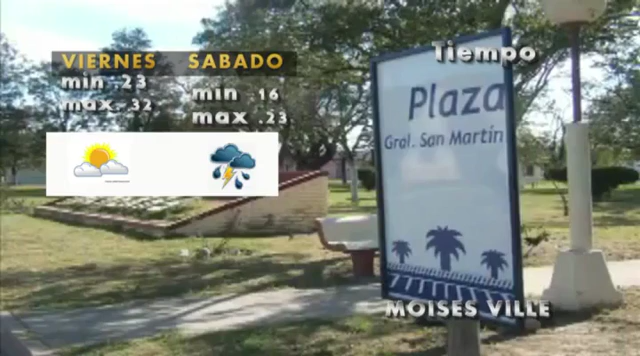 Tiempo
VIERNES SABADO
min .23 min .16
max .32 max .23
Plaza
Gral. San Martín
MOISES VILLE